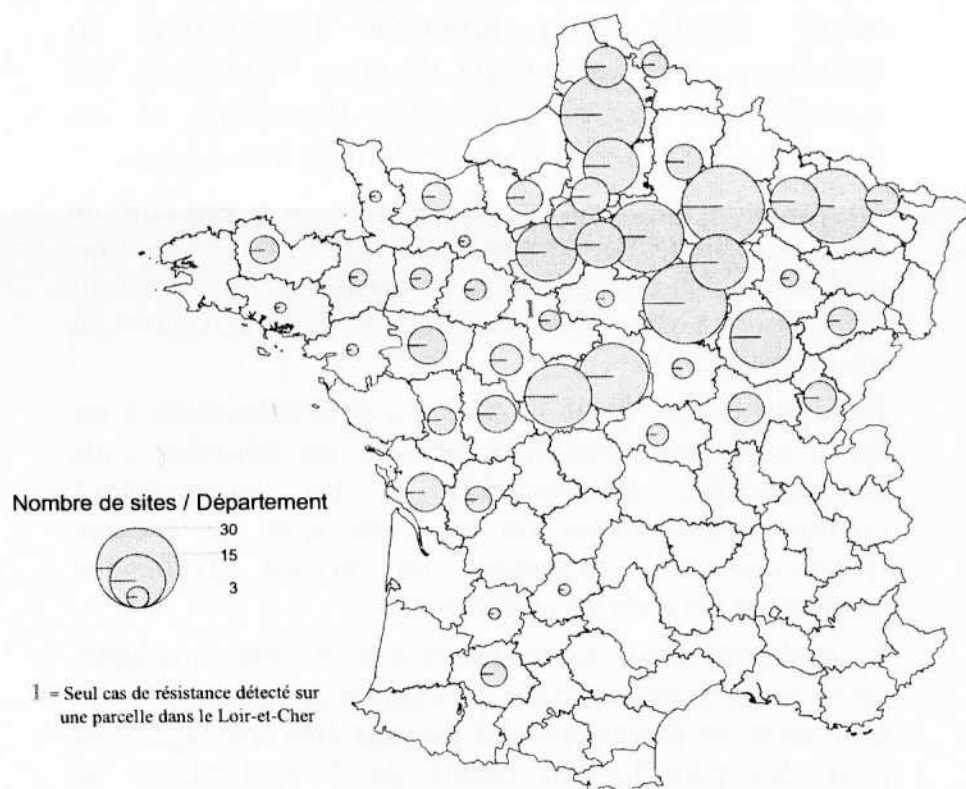 1
Nombre de sites / Département
30
15
3
1 = Seul cas de résistance détecté sur
une parcelle dans le Loir-et-Cher